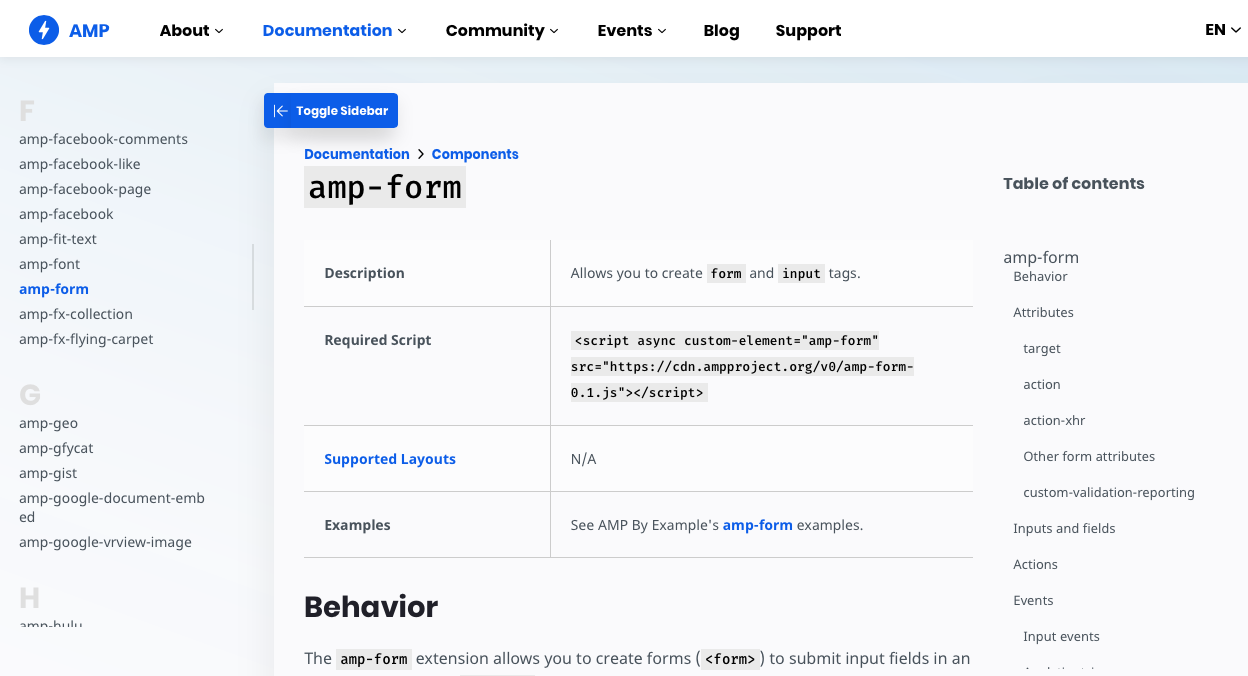 AMP
About
Documentation
Community
Events
Blog
Support
EN
F
amp-facebook-comments
amp-facebook-like
amp-facebook-page
amp-facebook
amp-fit-text
amp-font
amp-form
amp-fx-collection
amp-fx-flying-carpet
G
amp-geo
amp-gfycat
amp-gist
amp-google-document-emb
ed
amp-google-vrview-image
H
amp-hulu
Toggle Sidebar
Documentation > Components
amp-form
Description
Allows you to create form and input tags.
Required Script
<script async custom-element="amp-form"
src="https://cdn.ampproject.org/v0/amp-form-
0.1.js"></script>
Supported Layouts
N/A
Examples
See AMP By Example's amp-form examples.
Behavior
The amp-form extension allows you to create forms (<form>) to submit input fields in an
Table of contents
amp-form
Behavior
Attributes
target
action
action-xhr
Other form attributes
custom-validation-reporting
Inputs and fields
Actions
Events
Input events